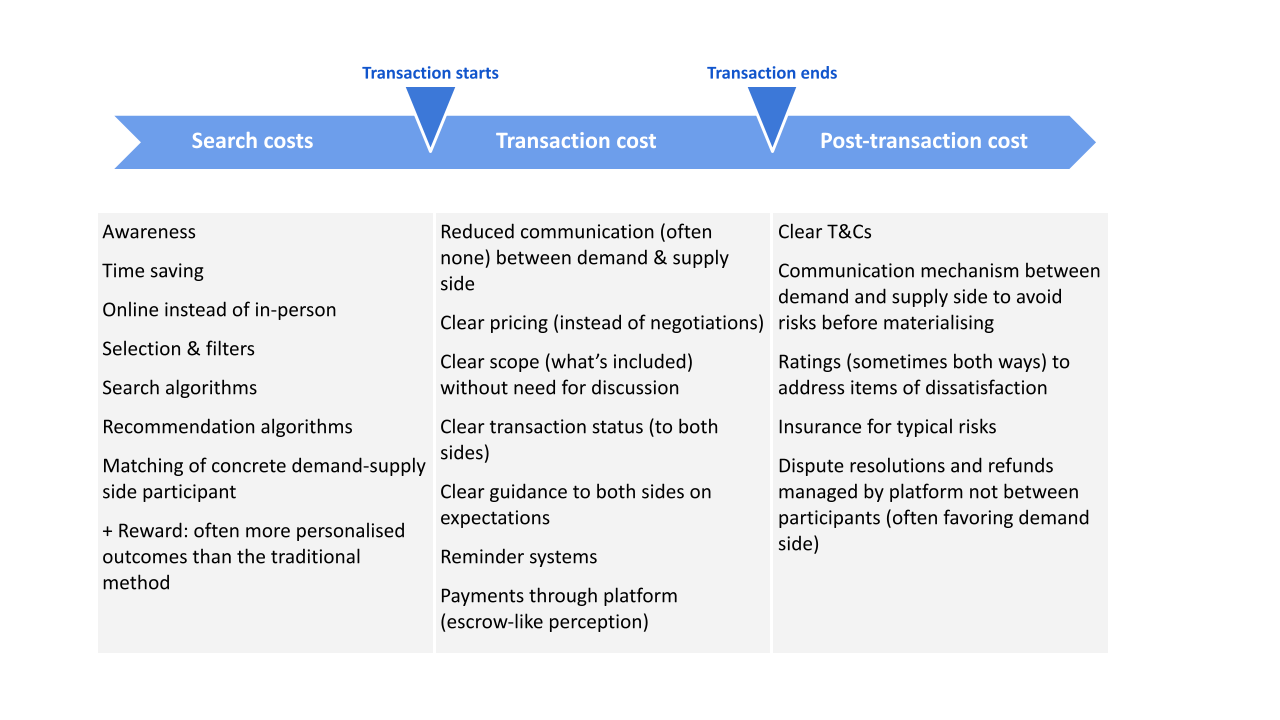 Transaction starts
Transaction ends
Search costs
Transaction cost
Post-transaction cost
Awareness
Time saving
Online instead of in-person
Selection & filters
Search algorithms
Recommendation algorithms
Matching of concrete demand-supply
side participant
+ Reward: often more personalised
outcomes than the traditional
method
Reduced communication (often
none) between demand & supply
side
Clear pricing (instead of negotiations)
Clear scope (what’s included)
without need for discussion
Clear transaction status (to both
sides)
Clear guidance to both sides on
expectations
Reminder systems
Payments through platform
(escrow-like perception)
Clear T&Cs
Communication mechanism between
demand and supply side to avoid
risks before materialising
Ratings (sometimes both ways) to
address items of dissatisfaction
Insurance for typical risks
Dispute resolutions and refunds
managed by platform not between
participants (often favoring demand
side)